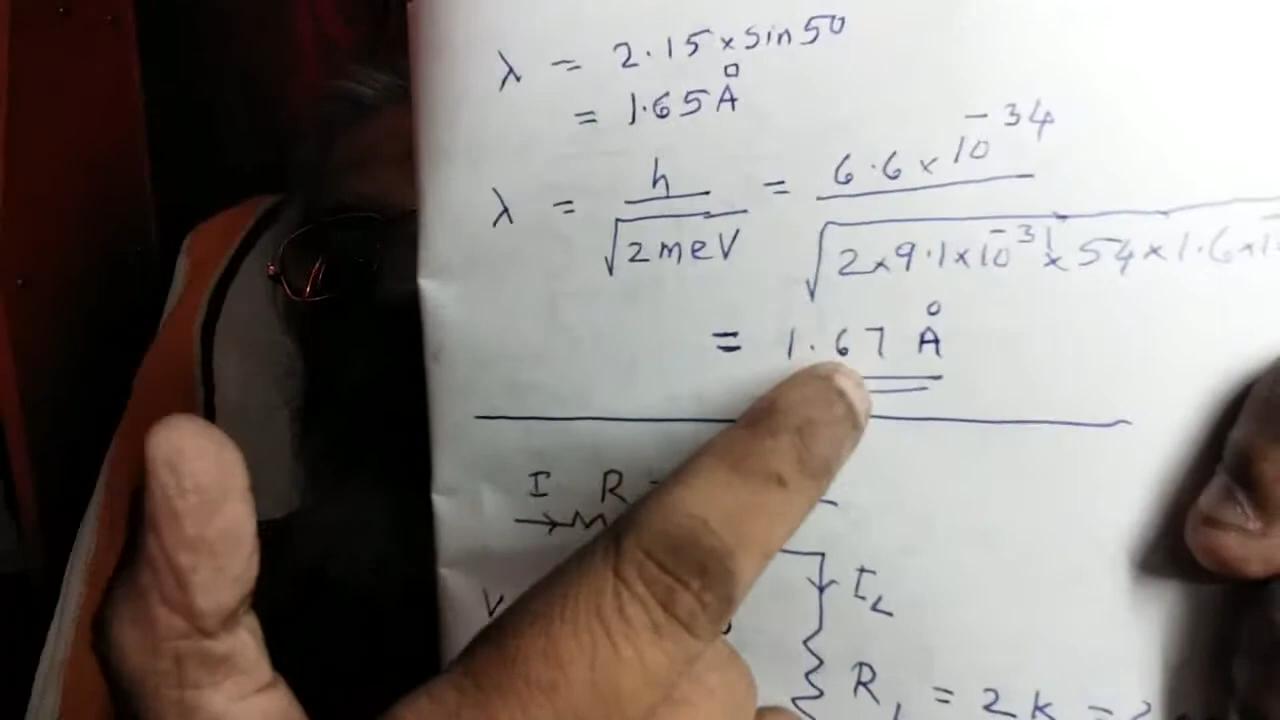 λ = 2.15 × sin 50
= 1.65 Å
λ = h / √2meV = 6.6 × 10⁻³⁴ / √2×9.1×10⁻³¹×54×1.6×1
= 1.67 Å
I R
V
I_L
R_L = 2k